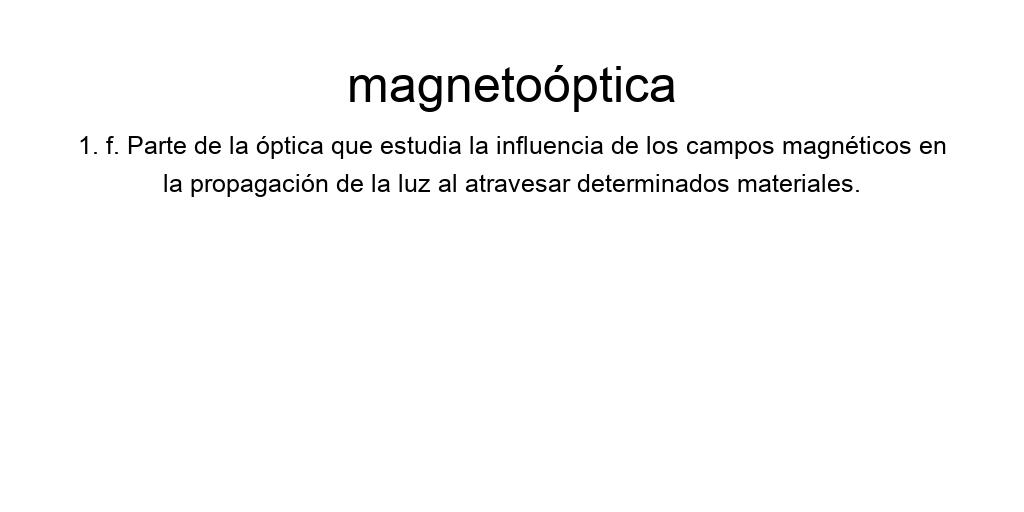 magnetoóptica
1. f. Parte de la óptica que estudia la influencia de los campos magnéticos en
la propagación de la luz al atravesar determinados materiales.